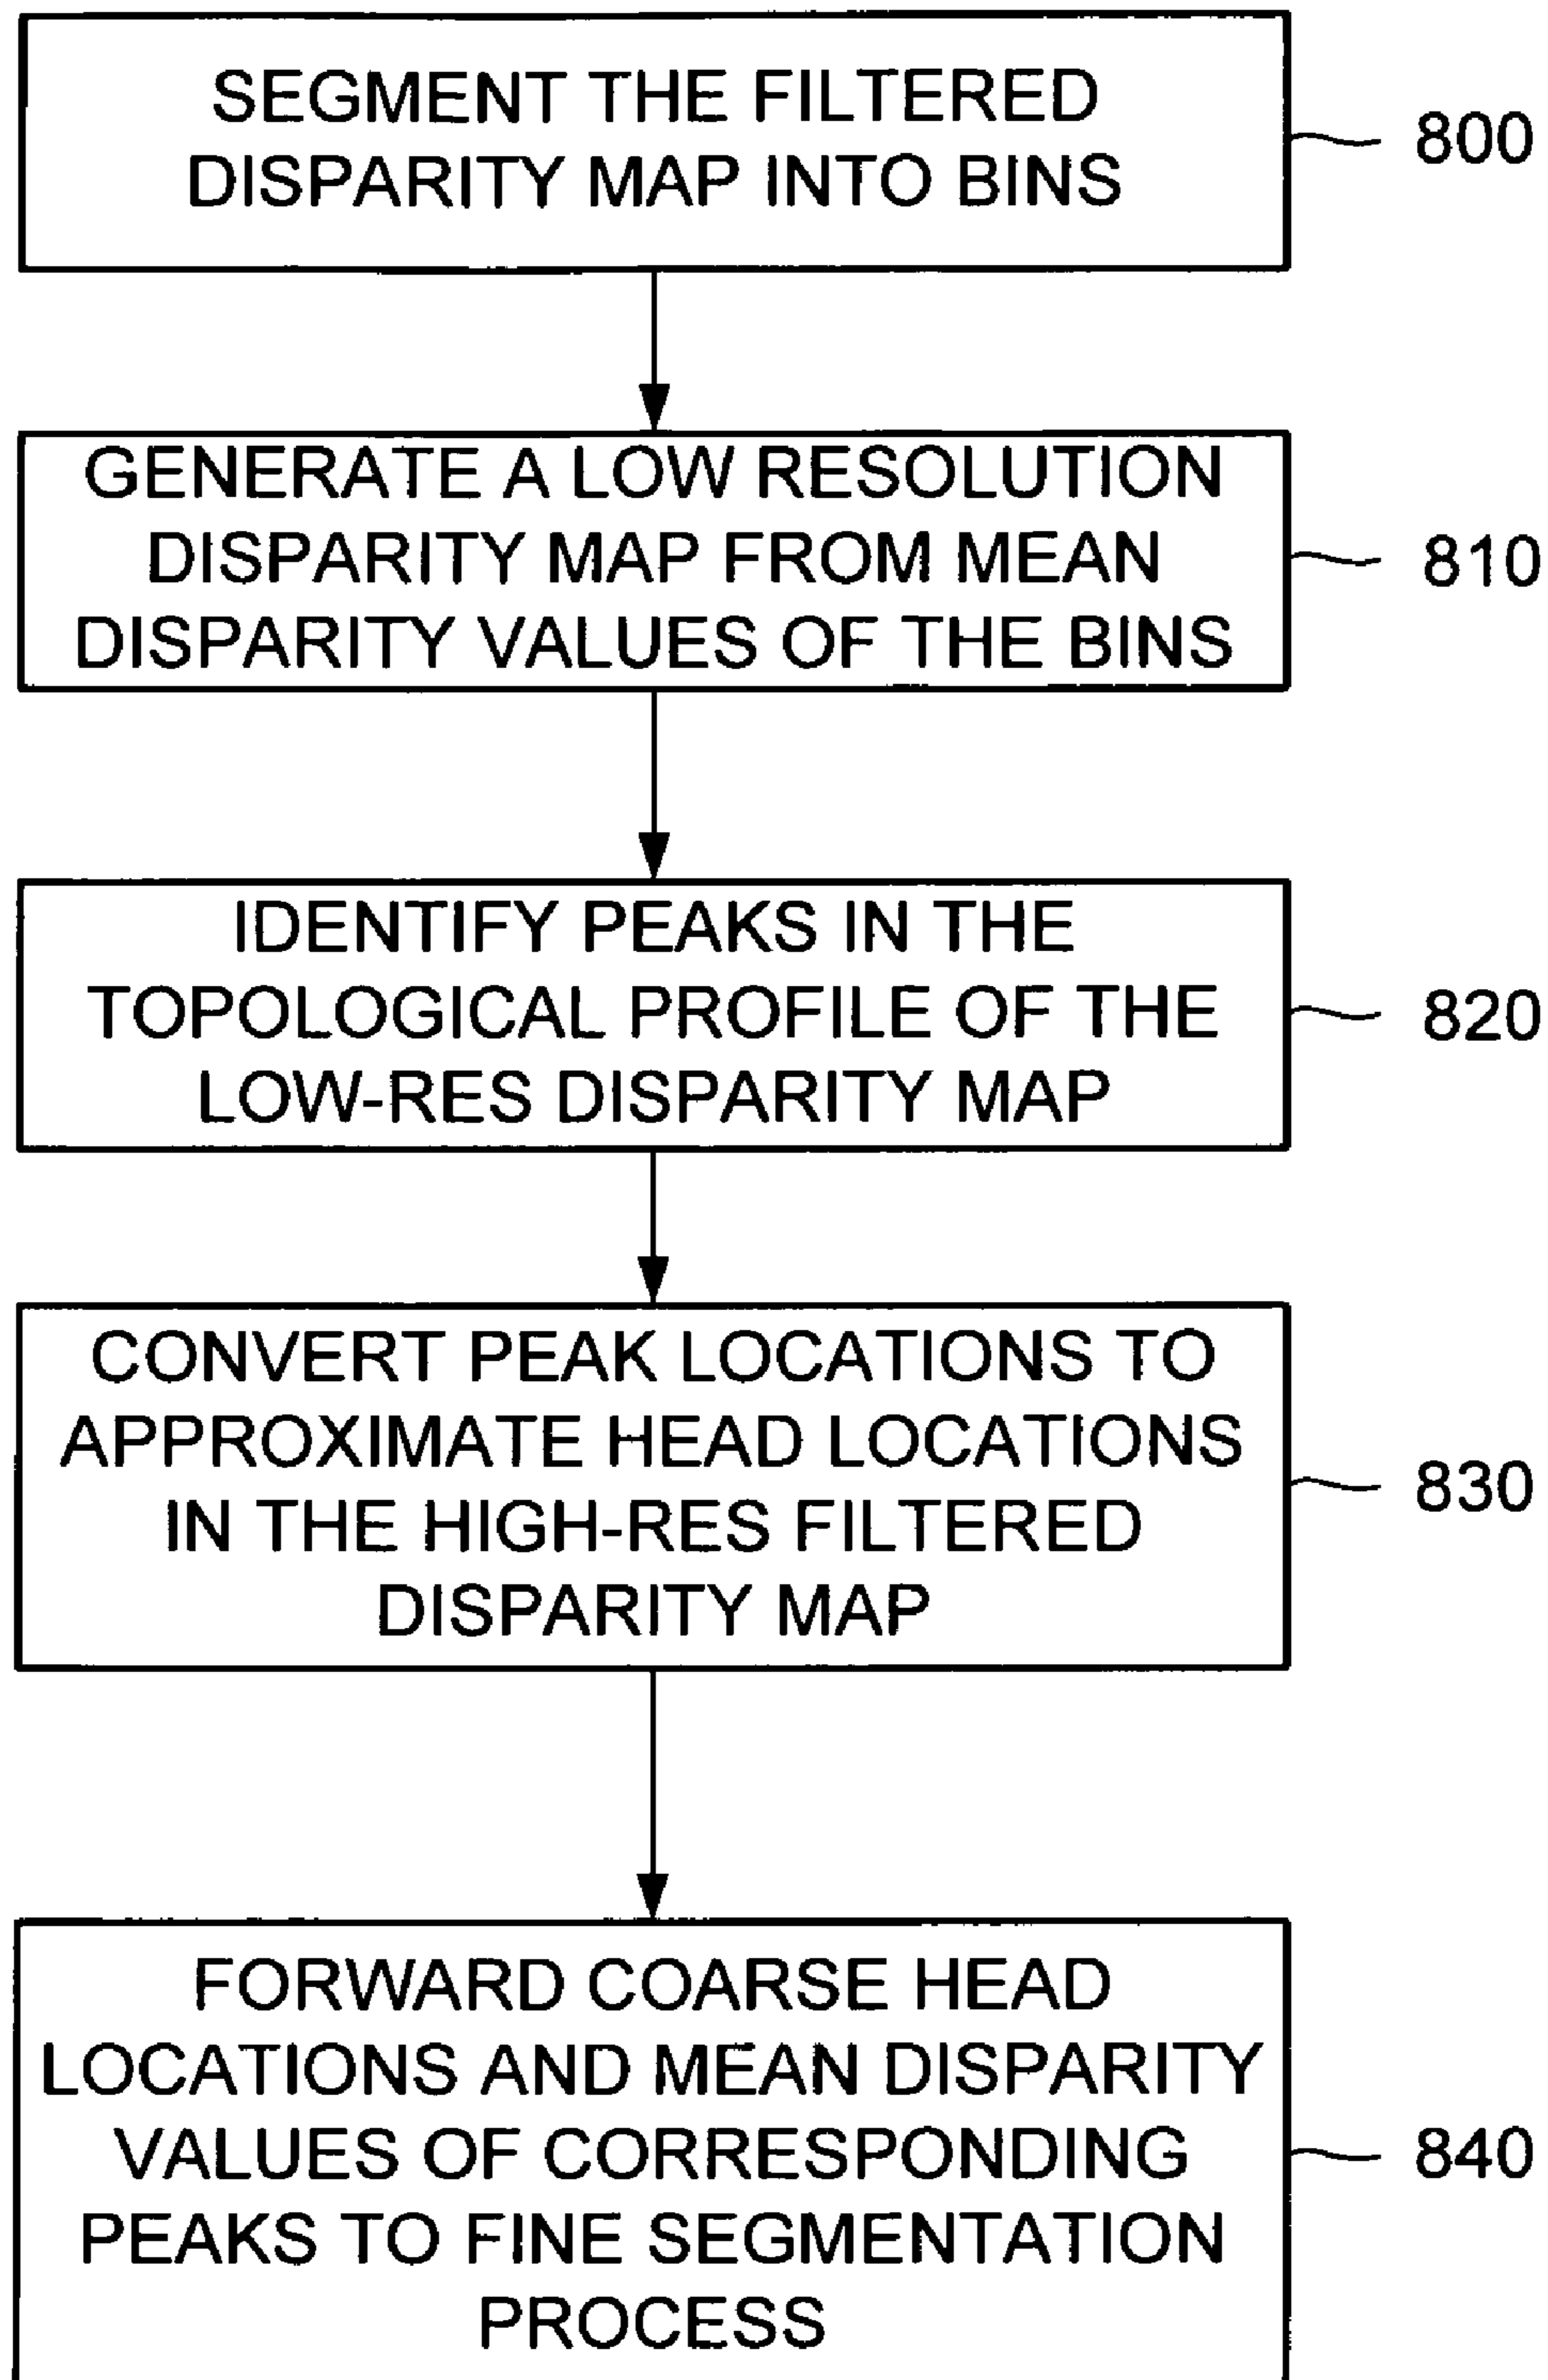 SEGMENT THE FILTERED
DISPARITY MAP INTO BINS
800
GENERATE A LOW RESOLUTION
DISPARITY MAP FROM MEAN
DISPARITY VALUES OF THE BINS
810
IDENTIFY PEAKS IN THE
TOPOLOGICAL PROFILE OF THE
LOW-RES DISPARITY MAP
820
CONVERT PEAK LOCATIONS TO
APPROXIMATE HEAD LOCATIONS
IN THE HIGH-RES FILTERED
DISPARITY MAP
830
FORWARD COARSE HEAD
LOCATIONS AND MEAN DISPARITY
VALUES OF CORRESPONDING
PEAKS TO FINE SEGMENTATION
PROCESS
840